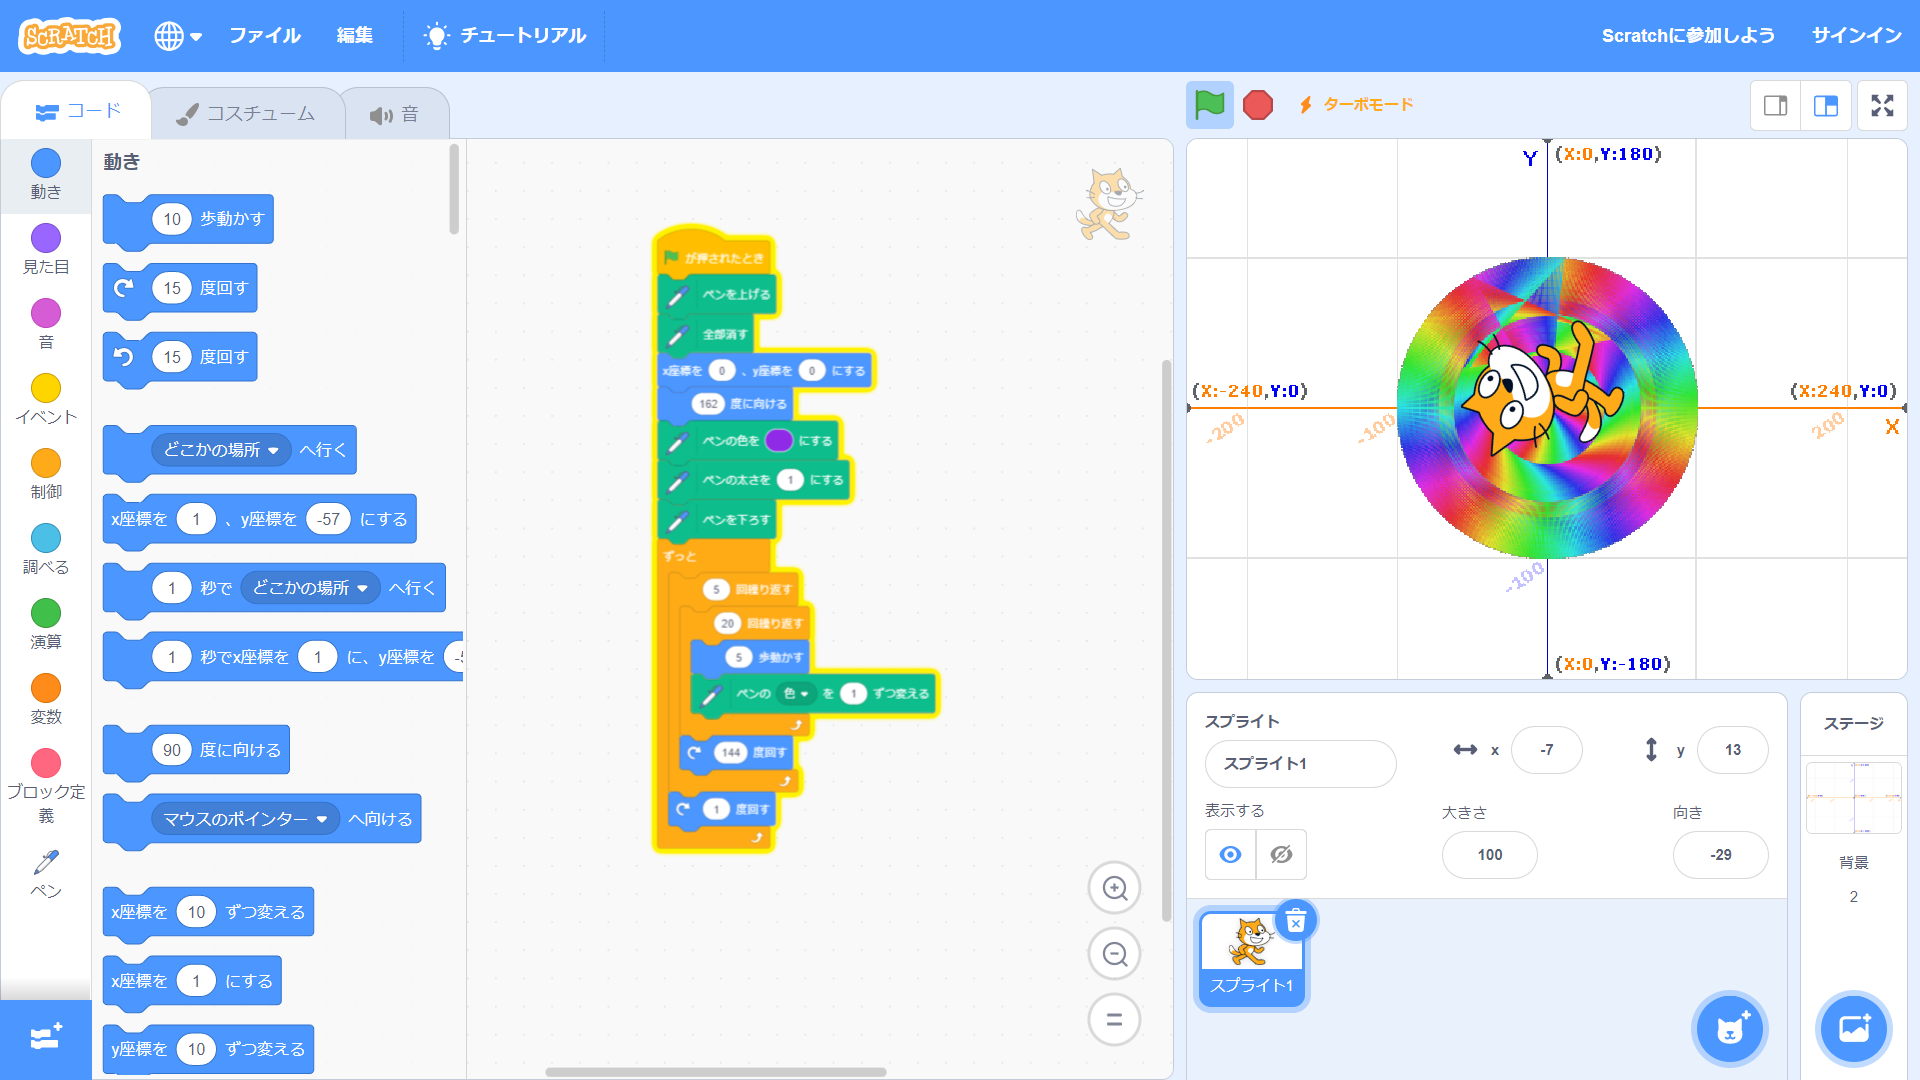 SCRATCH
ファイル
編集
チュートリアル
Scratchに参加しよう
サインイン
コード
コスチューム
音
ターボモード
動き
見た目
音
イベント
制御
調べる
演算
変数
ブロック定
義
ペン
動き
10 歩動かす
15 度回す
15 度回す
どこかの場所 へ行く
x座標を 1 、y座標を -57 にする
1 秒で どこかの場所 へ行く
1 秒でx座標を 1 に、y座標を
90 度に向ける
マウスのポインター へ向ける
x座標を 10 ずつ変える
x座標を 1 にする
y座標を 10 ずつ変える
が押されたとき
ペンを上げる
全部消す
x座標を 0 、y座標を 0 にする
162 度に向ける
ペンの色を にする
ペンの太さを 1 にする
ペンを下ろす
ずっと
5 回繰り返す
20 回繰り返す
5 歩動かす
ペンの 色 を 1 ずつ変える
144 度回す
1 度回す
Y
(X:0,Y:180)
(X:-240,Y:0)
(X:240,Y:0)
-200
-100
200
X
-100
(X:0,Y:-180)
スプライト
スプライト1
x
-7
y
13
表示する
大きさ
100
向き
-29
スプライト1
ステージ
背景
2